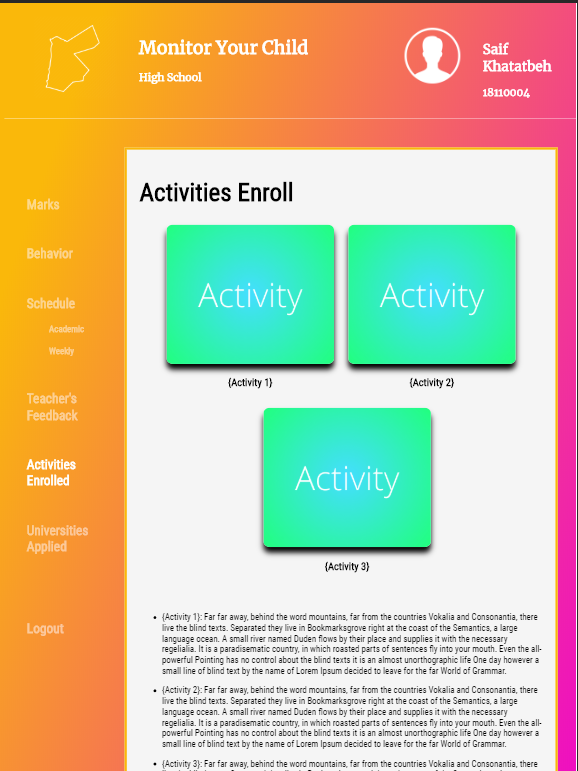 Monitor Your Child
High School
Saif
Khatatbeh
18110004
Marks
Behavior
Schedule
Academic
Weekly
Teacher's
Feedback
Activities
Enrolled
Universities
Applied
Logout
Activities Enroll
Activity
Activity
{Activity 1}
{Activity 2}
Activity
{Activity 3}
• {Activity 1}: Far far away, behind the word mountains, far from the countries Vokalia and Consonantia, there
live the blind texts. Separated they live in Bookmarksgrove right at the coast of the Semantics, a large
language ocean. A small river named Duden flows by their place and supplies it with the necessary
regelialia. It is a paradisematic country, in which roasted parts of sentences fly into your mouth. Even the all-
powerful Pointing has no control about the blind texts it is an almost unorthographic life One day however a
small line of blind text by the name of Lorem Ipsum decided to leave for the far World of Grammar.
• {Activity 2}: Far far away, behind the word mountains, far from the countries Vokalia and Consonantia, there
live the blind texts. Separated they live in Bookmarksgrove right at the coast of the Semantics, a large
language ocean. A small river named Duden flows by their place and supplies it with the necessary
regelialia. It is a paradisematic country, in which roasted parts of sentences fly into your mouth. Even the all-
powerful Pointing has no control about the blind texts it is an almost unorthographic life One day however a
small line of blind text by the name of Lorem Ipsum decided to leave for the far World of Grammar.
• {Activity 3}: Far far away, behind the word mountains, far from the countries Vokalia and Consonantia, there